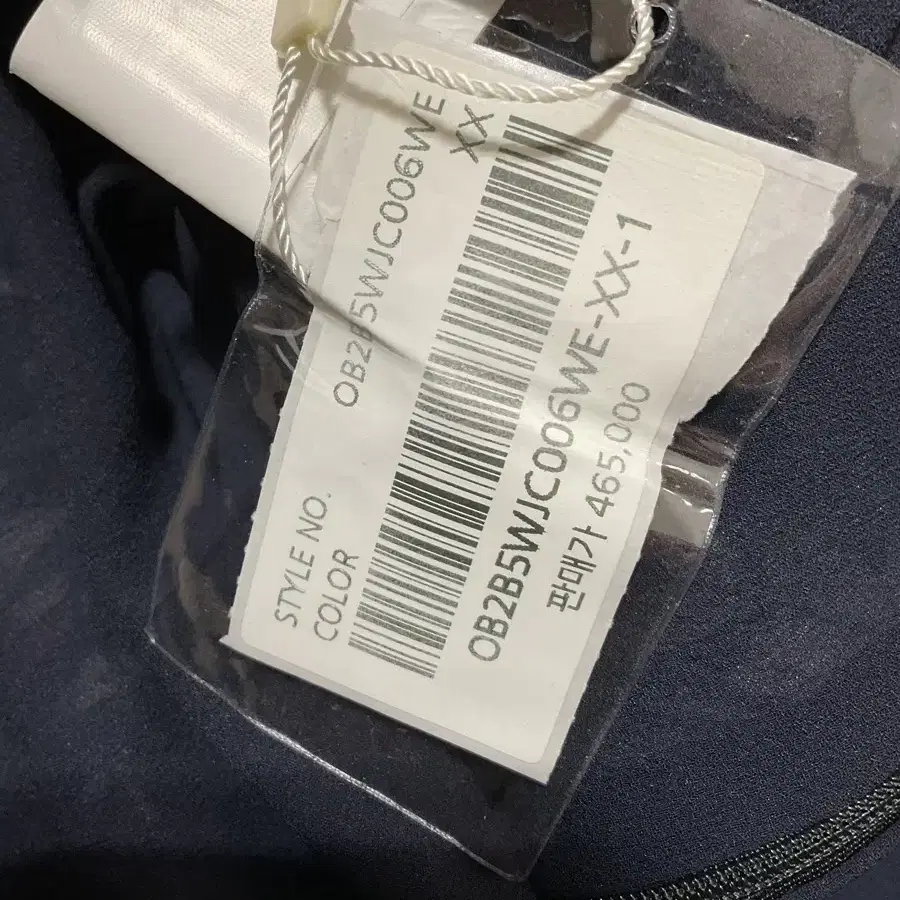 STYLE NO. OB2B5WJC006WE
COLOR XX
OB2B5WJC006WE-XX-1
판매가 465,000